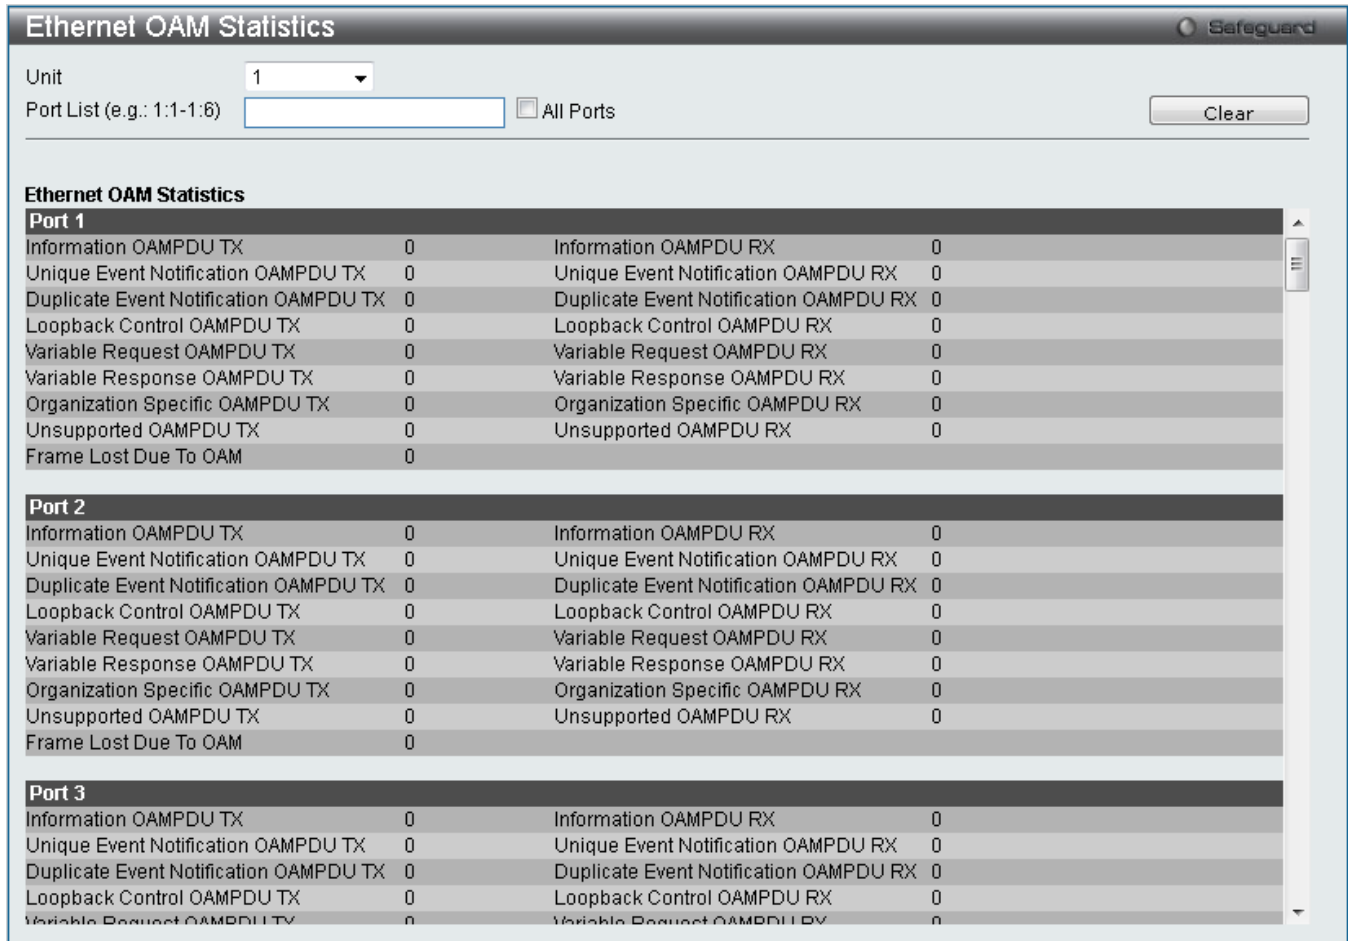 Ethernet OAM Statistics
Safeguard
Unit 1
Port List (e.g.: 1:1-1:6) All Ports Clear
Ethernet OAM Statistics
Port 1
Information OAMPDU TX 0 Information OAMPDU RX 0
Unique Event Notification OAMPDU TX 0 Unique Event Notification OAMPDU RX 0
Duplicate Event Notification OAMPDU TX 0 Duplicate Event Notification OAMPDU RX 0
Loopback Control OAMPDU TX 0 Loopback Control OAMPDU RX 0
Variable Request OAMPDU TX 0 Variable Request OAMPDU RX 0
Variable Response OAMPDU TX 0 Variable Response OAMPDU RX 0
Organization Specific OAMPDU TX 0 Organization Specific OAMPDU RX 0
Unsupported OAMPDU TX 0 Unsupported OAMPDU RX 0
Frame Lost Due To OAM 0
Port 2
Information OAMPDU TX 0 Information OAMPDU RX 0
Unique Event Notification OAMPDU TX 0 Unique Event Notification OAMPDU RX 0
Duplicate Event Notification OAMPDU TX 0 Duplicate Event Notification OAMPDU RX 0
Loopback Control OAMPDU TX 0 Loopback Control OAMPDU RX 0
Variable Request OAMPDU TX 0 Variable Request OAMPDU RX 0
Variable Response OAMPDU TX 0 Variable Response OAMPDU RX 0
Organization Specific OAMPDU TX 0 Organization Specific OAMPDU RX 0
Unsupported OAMPDU TX 0 Unsupported OAMPDU RX 0
Frame Lost Due To OAM 0
Port 3
Information OAMPDU TX 0 Information OAMPDU RX 0
Unique Event Notification OAMPDU TX 0 Unique Event Notification OAMPDU RX 0
Duplicate Event Notification OAMPDU TX 0 Duplicate Event Notification OAMPDU RX 0
Loopback Control OAMPDU TX 0 Loopback Control OAMPDU RX 0
Variable Request OAMPDU TX 0 Variable Request OAMPDU RX 0